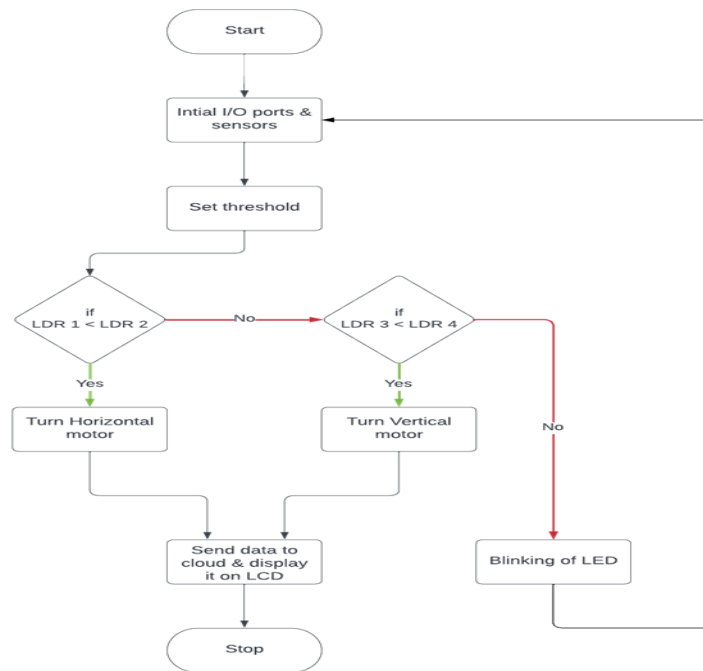 Start
Intial I/O ports &
sensors
Set threshold
if
LDR 1 < LDR 2
No
if
LDR 3 < LDR 4
Yes
Yes
Turn Horizontal
motor
Turn Vertical
motor
No
Send data to
cloud & display
it on LCD
Blinking of LED
Stop